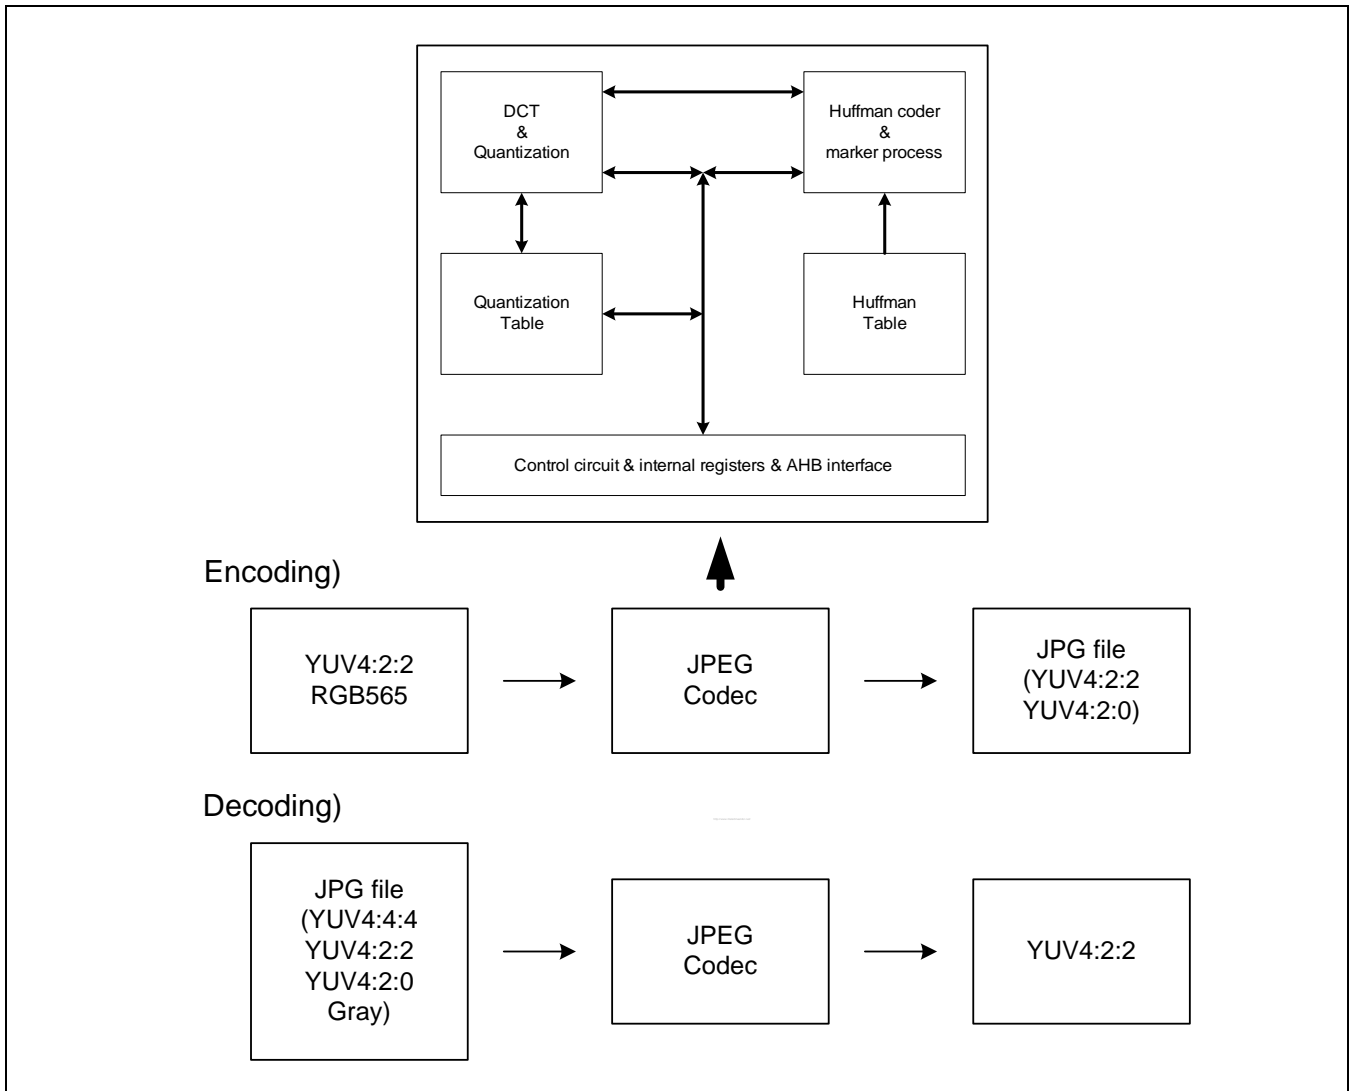 DCT
&
Quantization
Huffman coder
&
marker process
Quantization
Table
Huffman
Table
Control circuit & internal registers & AHB interface
Encoding)
YUV4:2:2
RGB565
JPEG
Codec
JPG file
(YUV4:2:2
YUV4:2:0)
Decoding)
JPG file
(YUV4:4:4
YUV4:2:2
YUV4:2:0
Gray)
JPEG
Codec
YUV4:2:2